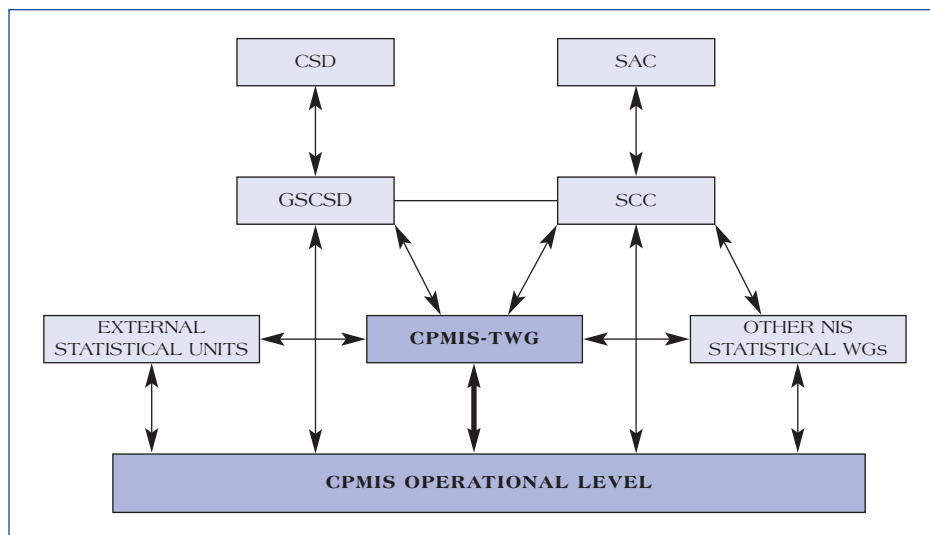 CSD
SAC
GSCSD
SCC
EXTERNAL
STATISTICAL UNITS
CPMIS-TWG
OTHER NIS
STATISTICAL WGs
CPMIS OPERATIONAL LEVEL